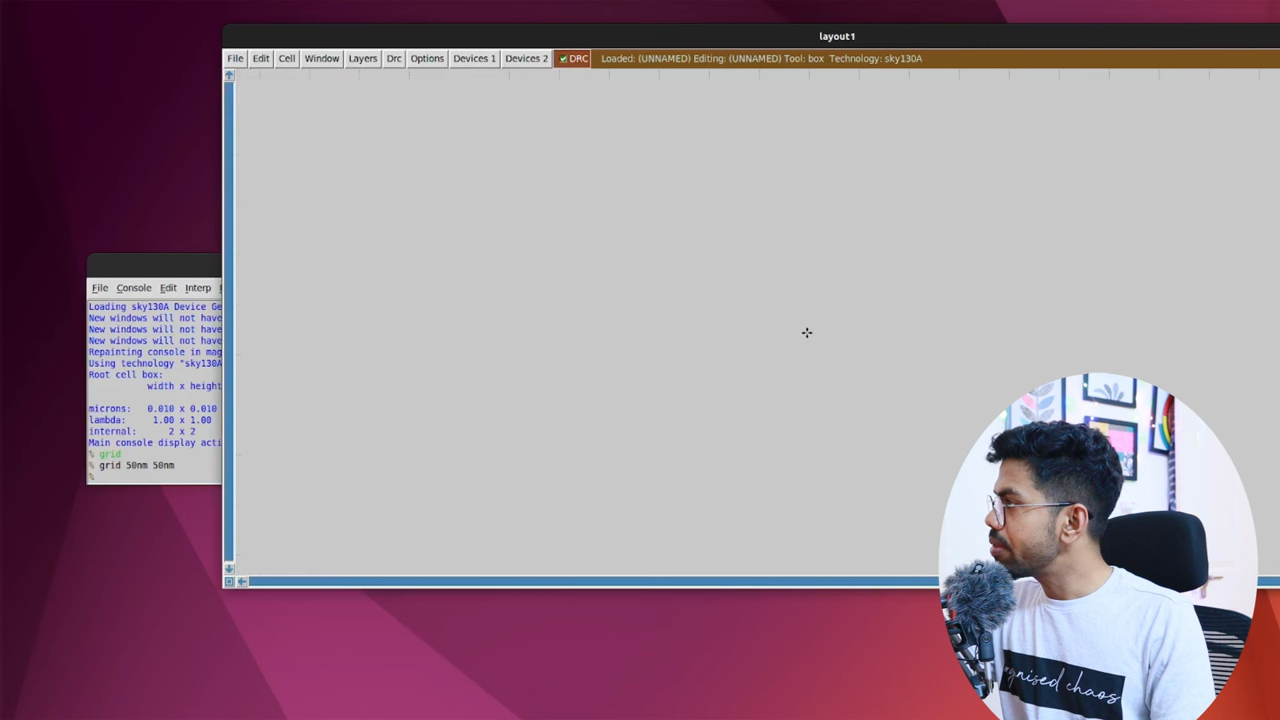 layout1
File Edit Cell Window Layers Drc Options Devices 1 Devices 2 DRC Loaded: (UNNAMED) Editing: (UNNAMED) Tool: box Technology: sky130A
File Console Edit Interp
Loading sky130A Device Ge
New windows will not have
New windows will not have
New windows will not have
Repainting console in mag
Using technology "sky130A
Root cell box:
width x height
microns: 0.010 x 0.010
lambda: 1.00 x 1.00
internal: 2 x 2
Main console display acti
% grid
% grid 50nm 50nm
%
rgnised chaos